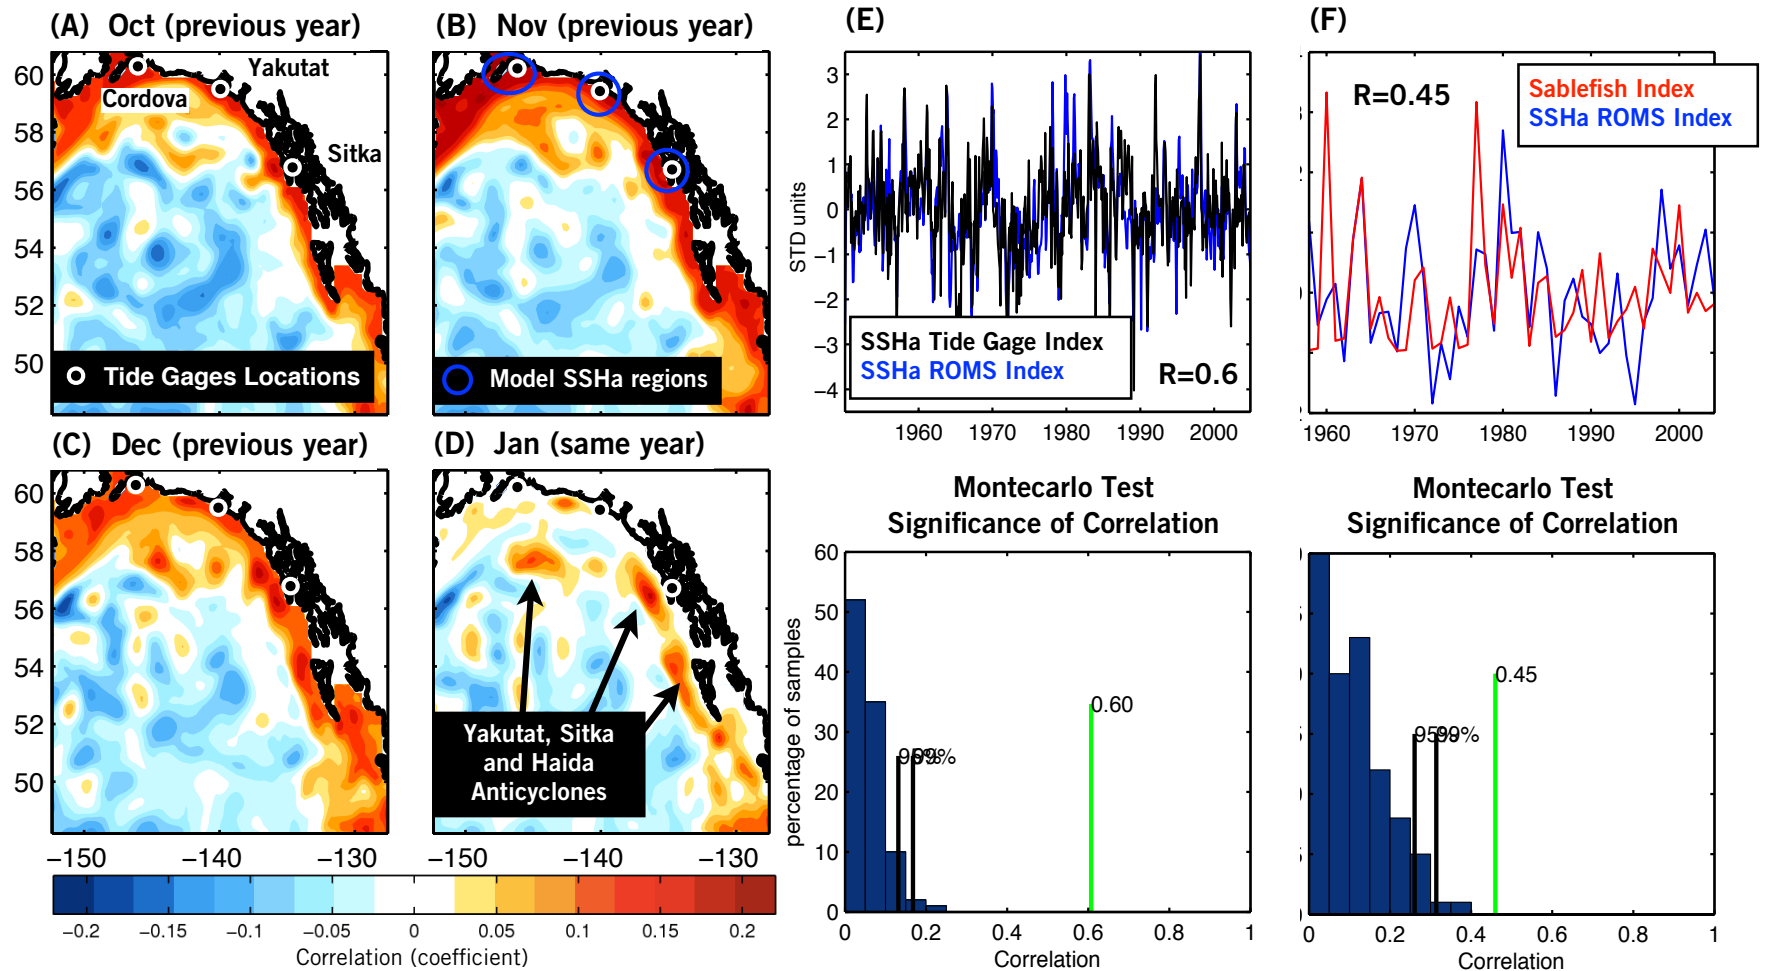 (A) Oct (previous year)
60
58
56
54
52
50
Yakutat
Cordova
Sitka
Tide Gages Locations
(B) Nov (previous year)
Model SSHa regions
(C) Dec (previous year)
60
58
56
54
52
50
−150
−140
−130
(D) Jan (same year)
Yakutat, Sitka
and Haida
Anticyclones
−150
−140
−130
−0.2
−0.15
−0.1
−0.05
0
0.05
0.1
0.15
0.2
Correlation (coefficient)
(E)
STD units
3
2
1
0
−1
−2
−3
−4
SSHa Tide Gage Index
SSHa ROMS Index
R=0.6
1960
1970
1980
1990
2000
(F)
R=0.45
Sablefish Index
SSHa ROMS Index
1960
1970
1980
1990
2000
Montecarlo Test
Significance of Correlation
percentage of samples
60
50
40
30
20
10
0
95%
99%
0.60
0
0.2
0.4
0.6
0.8
1
Correlation
Montecarlo Test
Significance of Correlation
95%
99%
0.45
0
0.2
0.4
0.6
0.8
1
Correlation